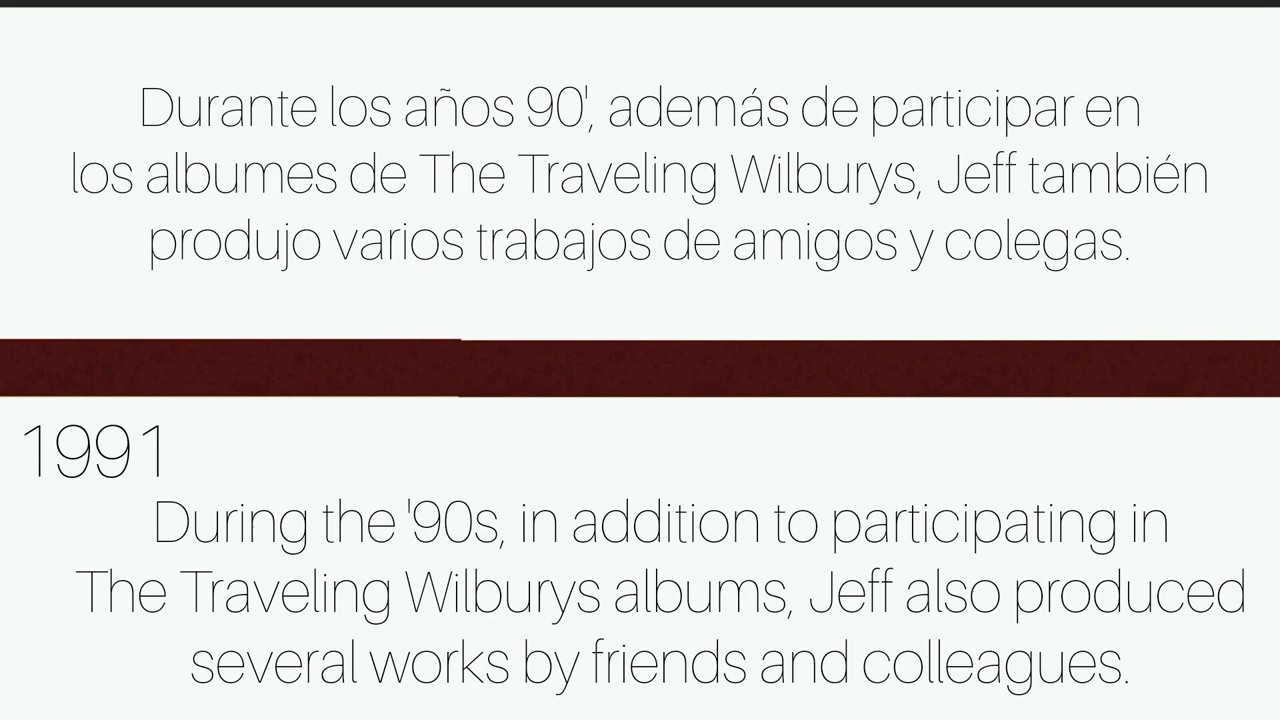 Durante los años 90', además de participar en
los albumes de The Traveling Wilburys, Jeff también
produjo varios trabajos de amigos y colegas.
1991
During the '90s, in addition to participating in
The Traveling Wilburys albums, Jeff also produced
several works by friends and colleagues.